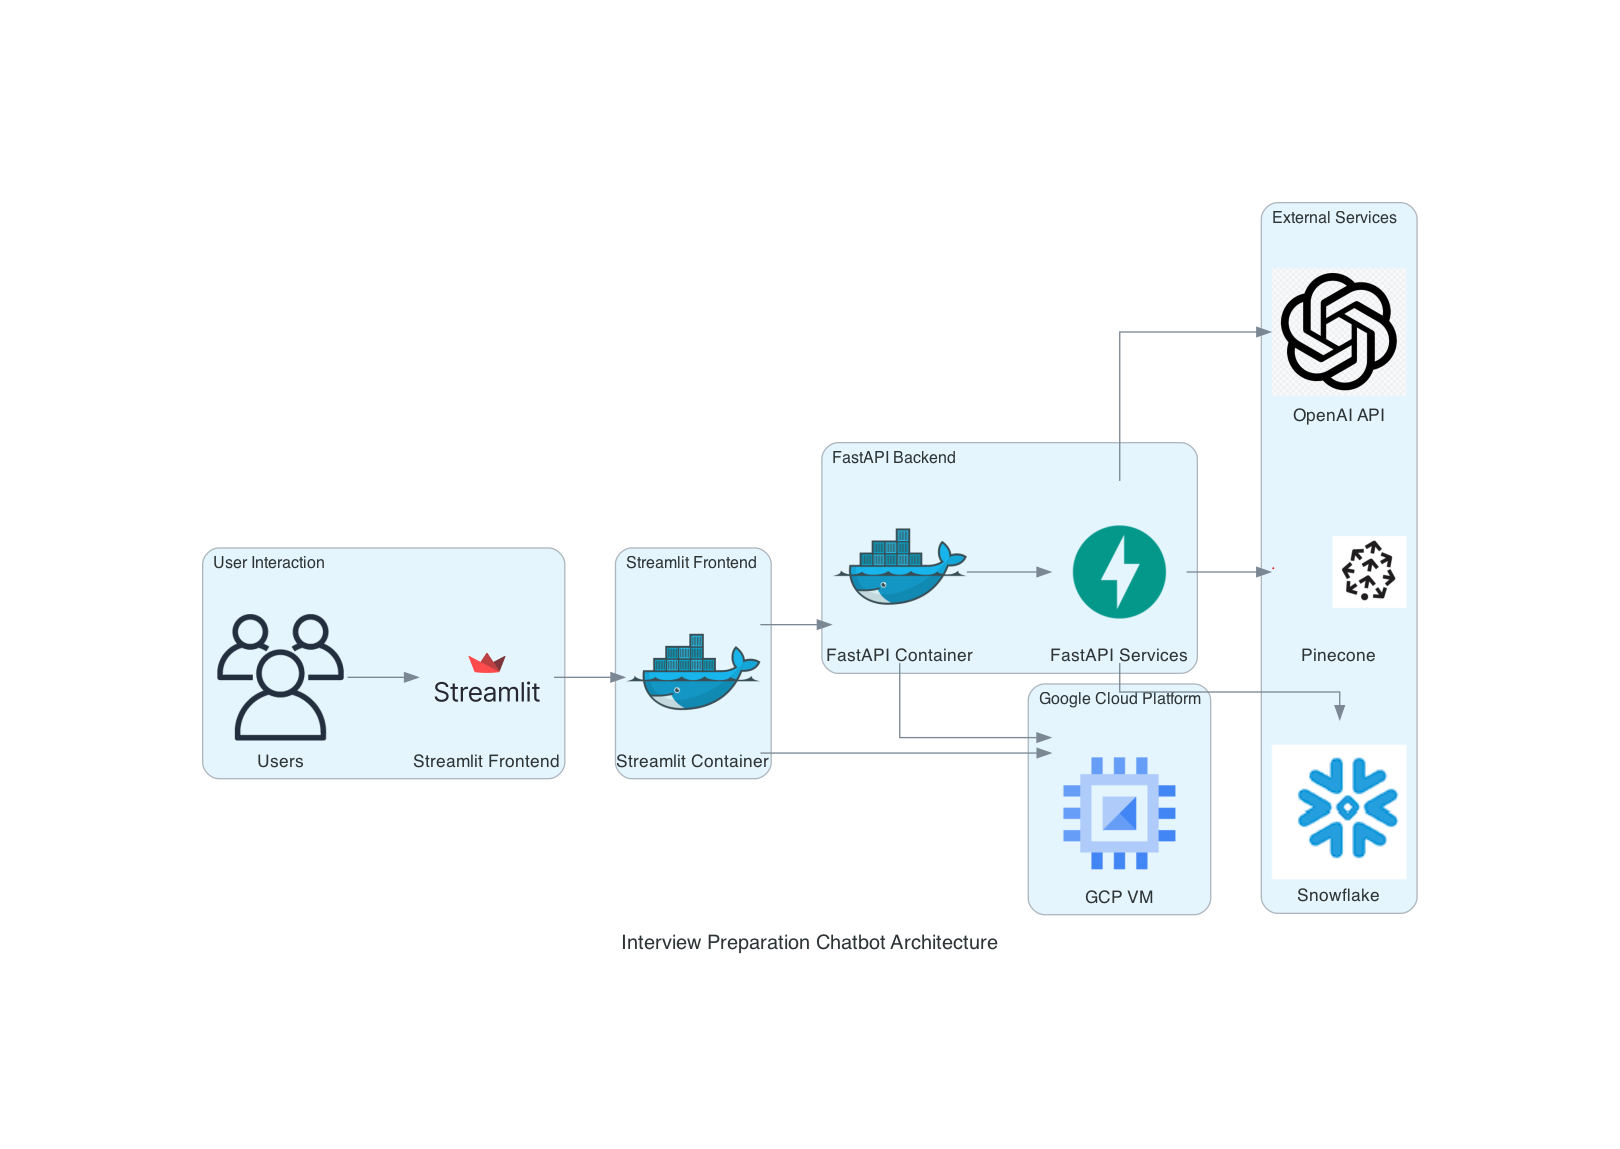 External Services
OpenAI API
FastAPI Backend
FastAPI Container
FastAPI Services
Pinecone
User Interaction
Streamlit
Users
Streamlit Frontend
Streamlit Frontend
Streamlit Container
Google Cloud Platform
GCP VM
Snowflake
Interview Preparation Chatbot Architecture